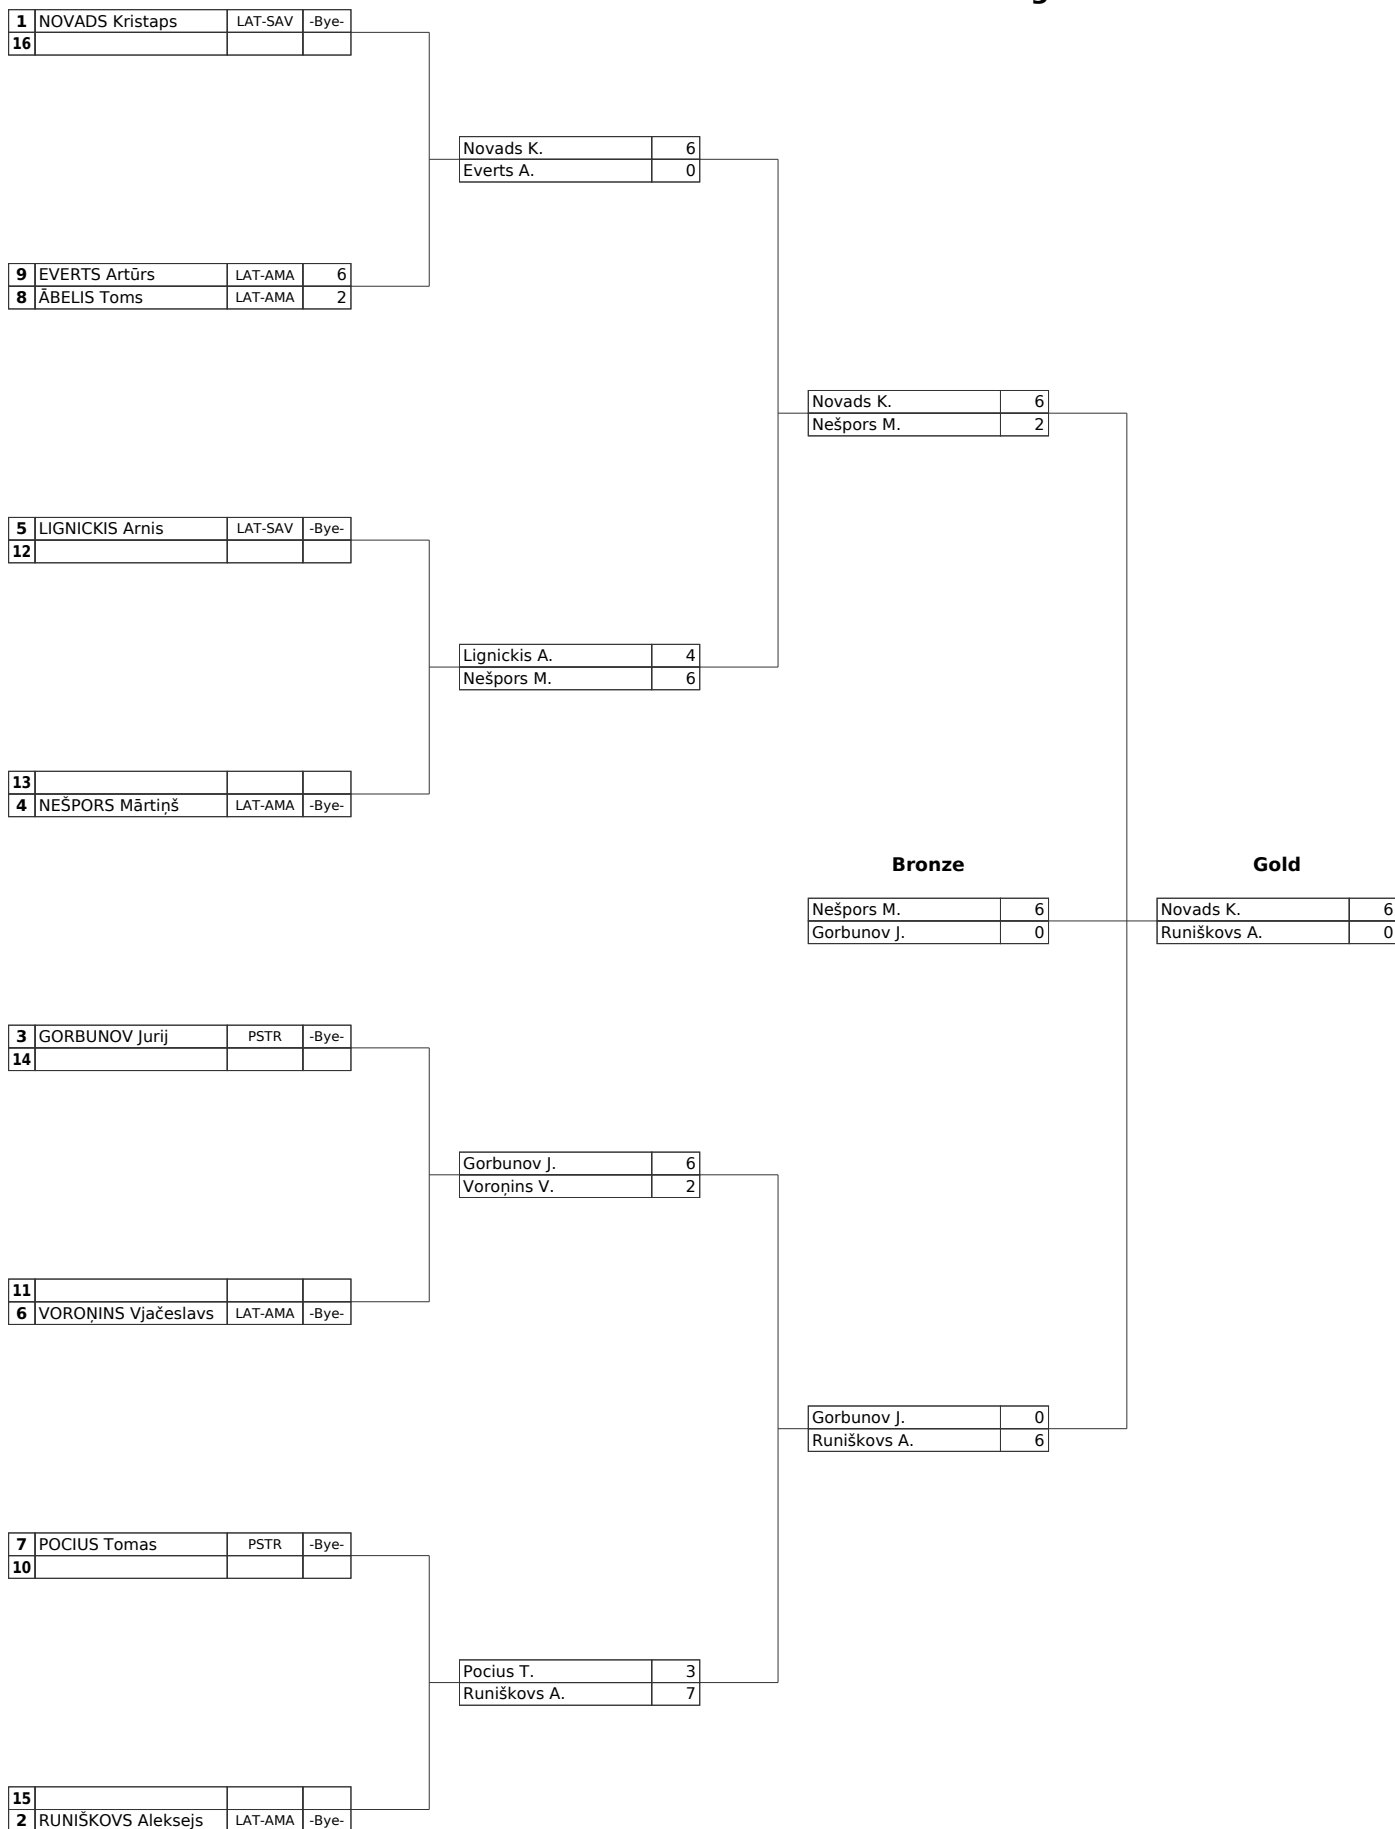 1 NOVADS Kristaps LAT-SAV -Bye-
16
Novads K. 6
Everts A. 0
9 EVERTS Artūrs LAT-AMA 6
8 ĀBELIS Toms LAT-AMA 2
Novads K. 6
Nešpors M. 2
5 LIGNICKIS Arnis LAT-SAV -Bye-
12
Lignickis A. 4
Nešpors M. 6
13
4 NEŠPORS Mārtiņš LAT-AMA -Bye-
Bronze Gold
Nešpors M. 6 Novads K. 6
Gorbunov J. 0 Runiškovs A. 0
3 GORBUNOV Jurij PSTR -Bye-
14
Gorbunov J. 6
Voroņins V. 2
11
6 VOROŅINS Vjačeslavs LAT-AMA -Bye-
Gorbunov J. 0
Runiškovs A. 6
7 POCIUS Tomas PSTR -Bye-
10
Pocius T. 3
Runiškovs A. 7
15
2 RUNIŠKOVS Aleksejs LAT-AMA -Bye-